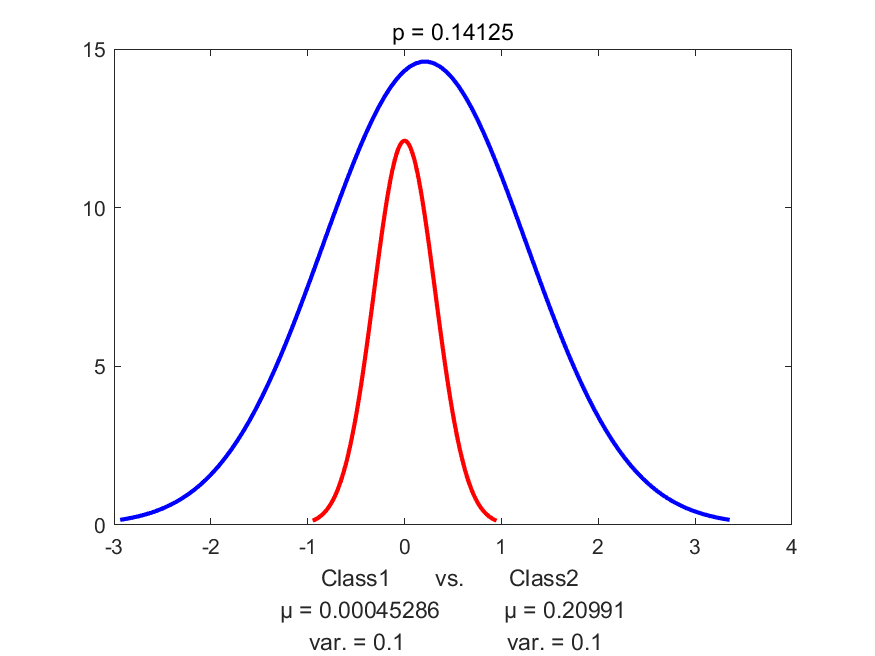 p = 0.14125
15
10
5
0
-3 -2 -1 0 1 2 3 4
Class1 vs. Class2
μ = 0.00045286 μ = 0.20991
var. = 0.1 var. = 0.1